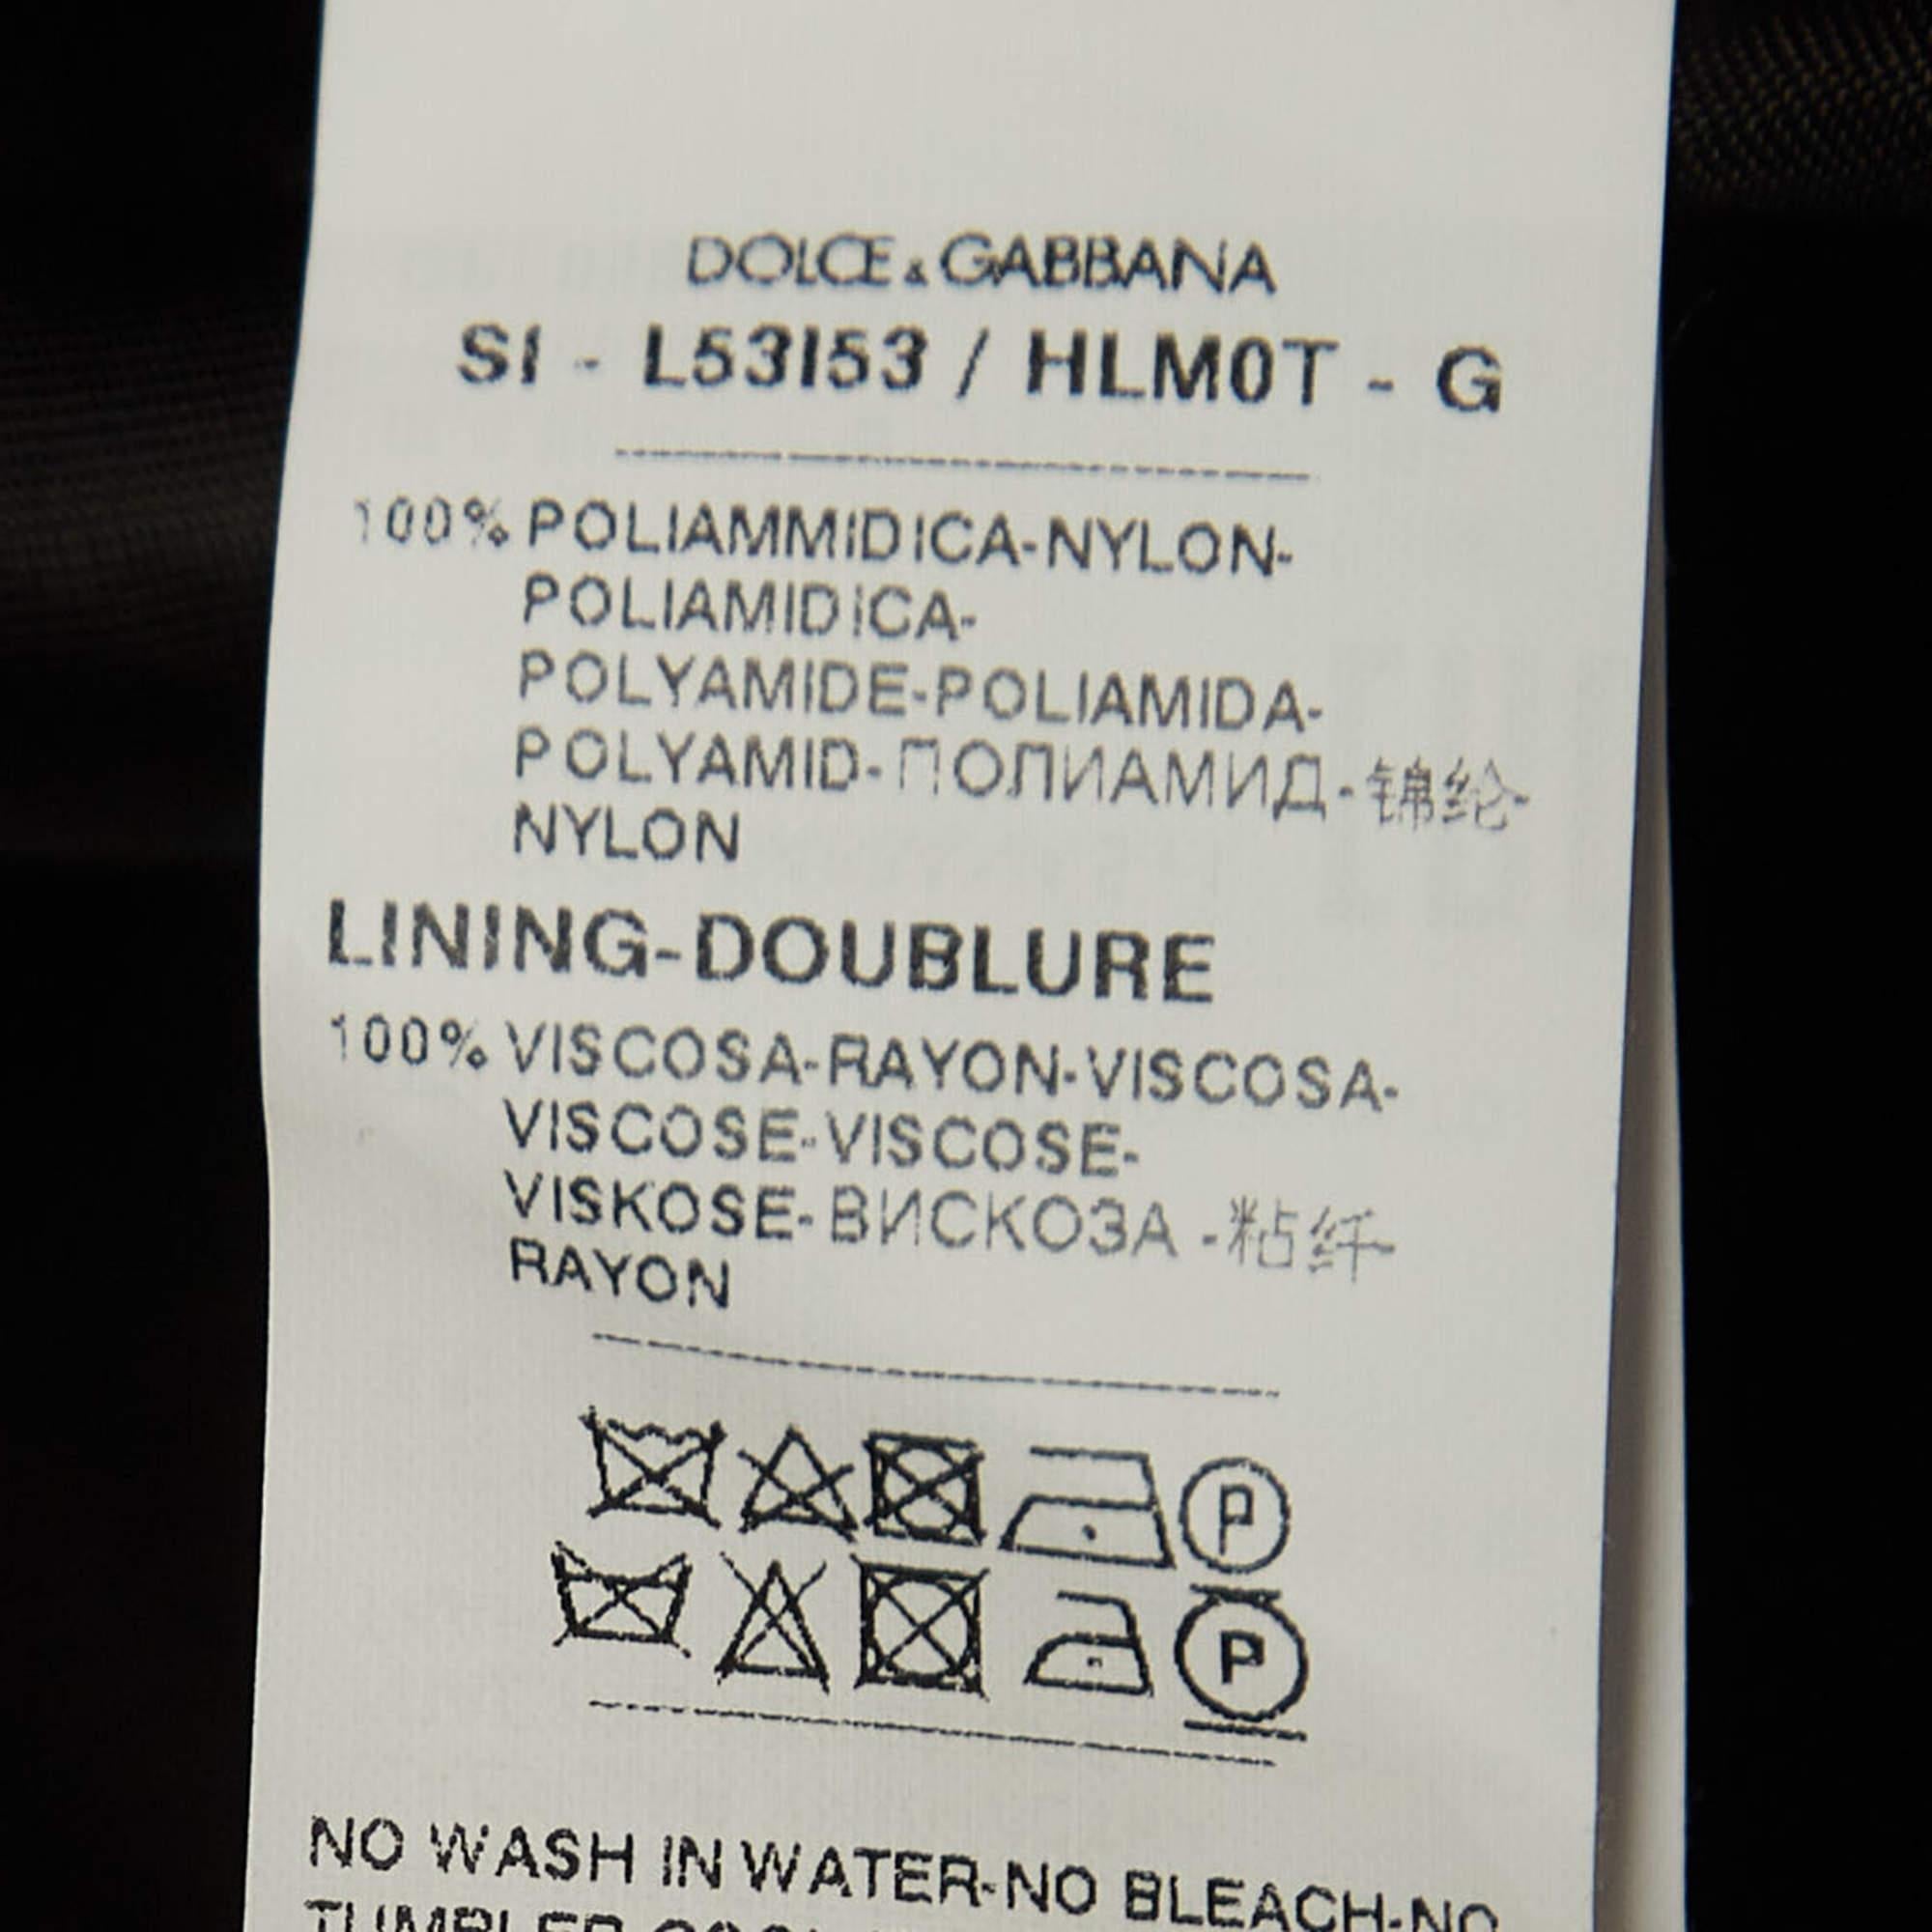 DOLCE & GABBANA
SI - L53I53 / HLM0T - G
100% POLIAMMIDICA-NYLON-
POLIAMIDICA-
POLYAMIDE-POLIAMIDA-
POLYAMID-ПОЛИАМИД-锦纶-
NYLON
LINING-DOUBLURE
100% VISCOSA-RAYON-VISCOSA-
VISCOSE-VISCOSE-
VISKOSE-ВИСКОЗА -粘纤-
RAYON
P
P
NO WASH IN WATER-NO BLEACH-NO
TUMBLER